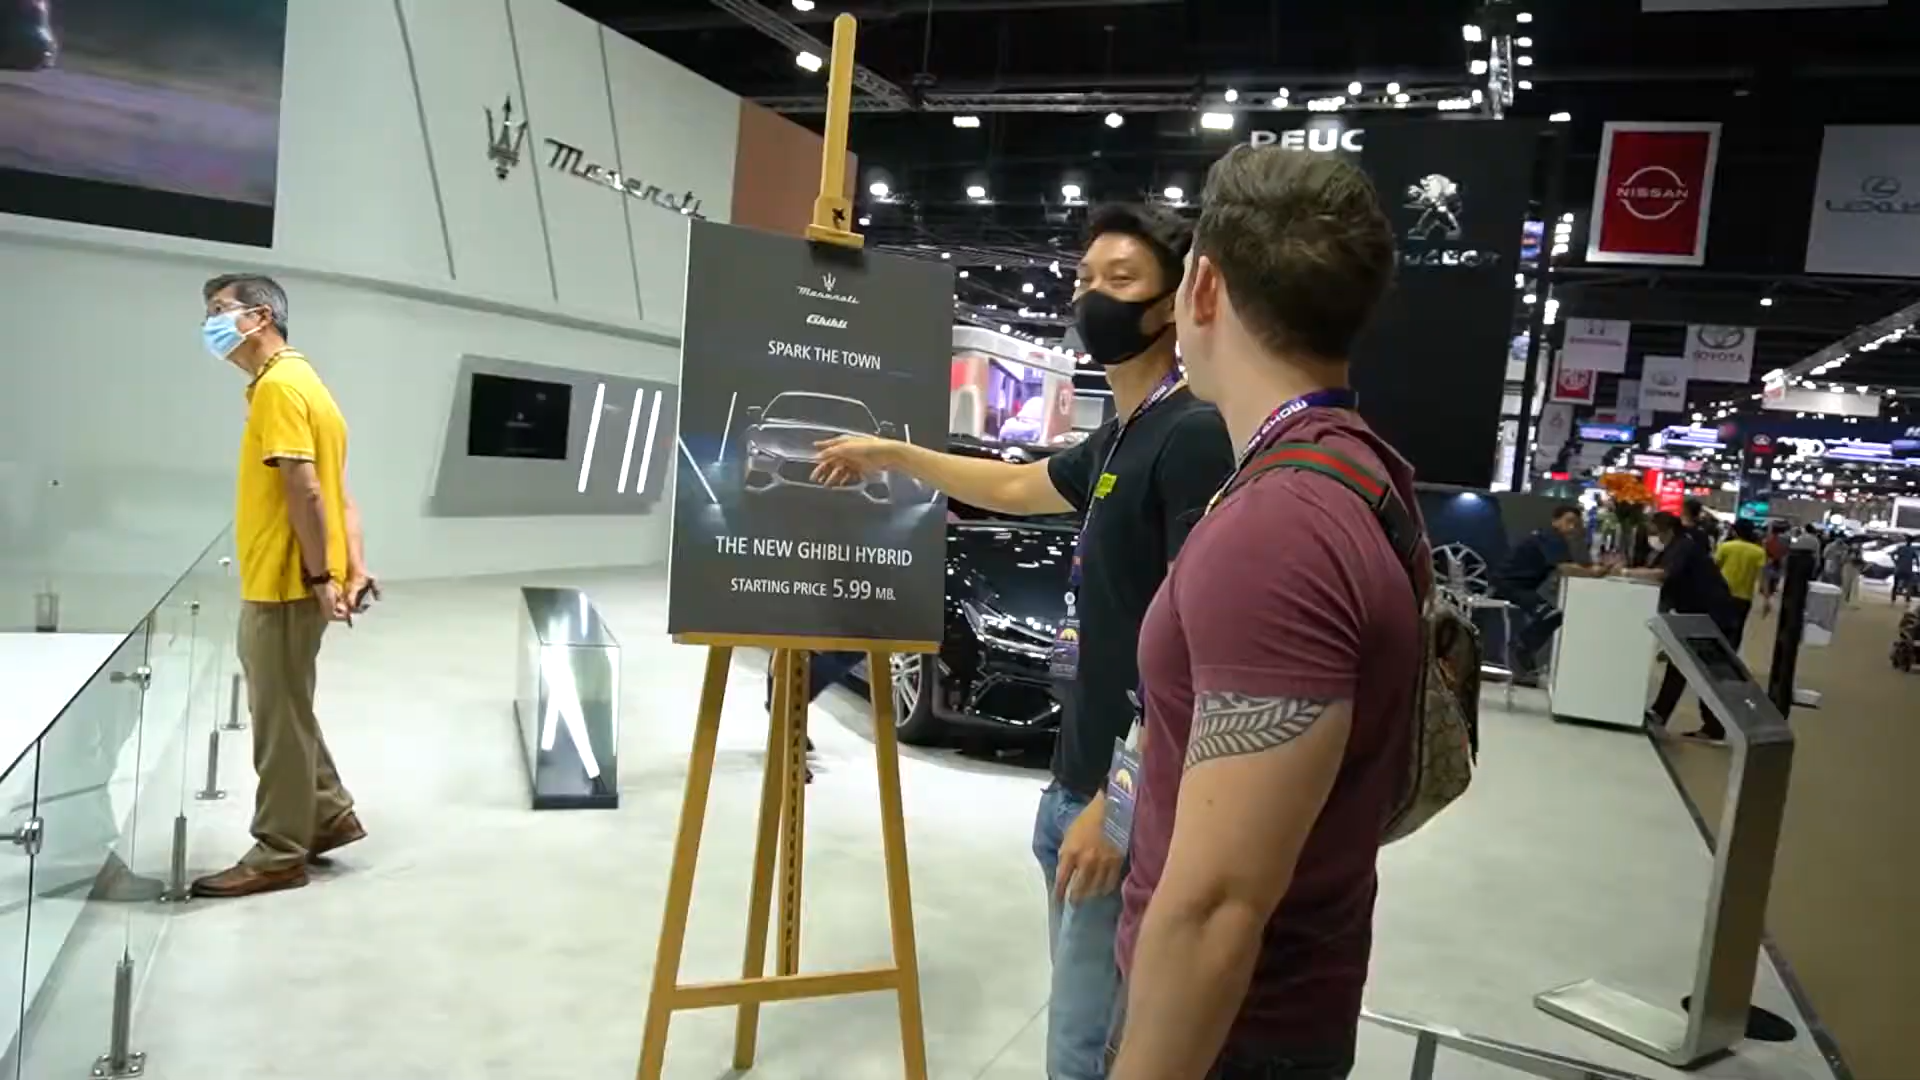 Maserati
PEUG
NISSAN
LEXUS
TOYOTA
Maserati
Ghibli
SPARK THE TOWN
THE NEW GHIBLI HYBRID
STARTING PRICE 5.99 MB.
SHOW